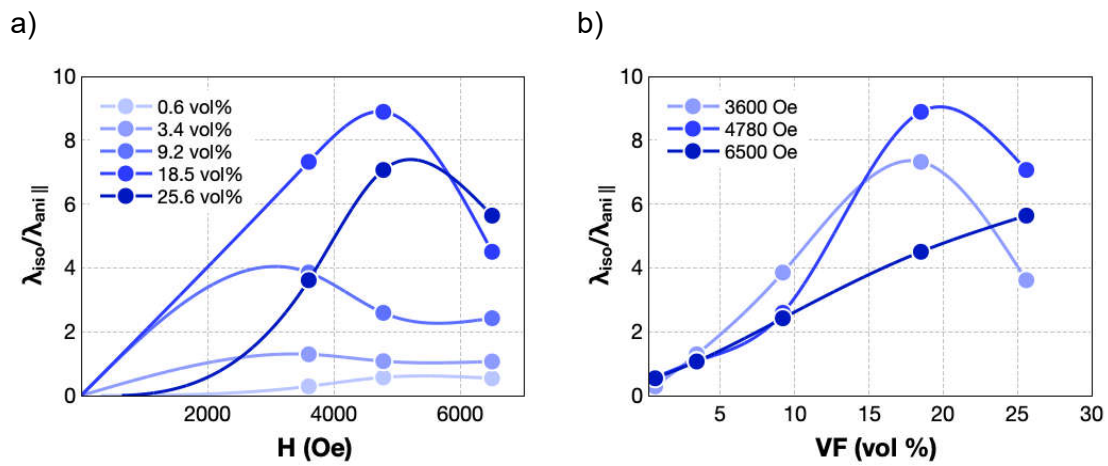 a)
10
8
6
4
2
0
λiso/λani ||
0.6 vol%
3.4 vol%
9.2 vol%
18.5 vol%
25.6 vol%
2000 4000 6000
H (Oe)
b)
10
8
6
4
2
0
λiso/λani ||
3600 Oe
4780 Oe
6500 Oe
5 10 15 20 25 30
VF (vol %)